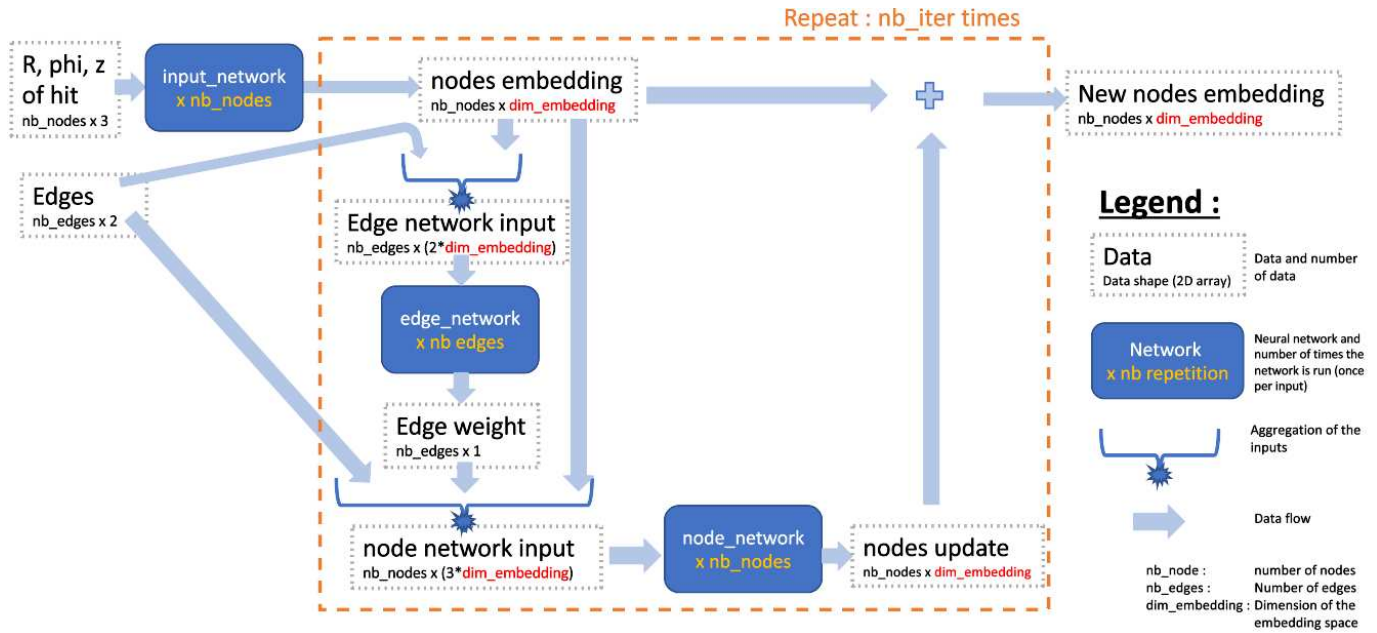 Repeat : nb_iter times
R, phi, z
of hit
nb_nodes x 3
input_network
x nb_nodes
nodes embedding
nb_nodes x dim_embedding
New nodes embedding
nb_nodes x dim_embedding
Edges
nb_edges x 2
Edge network input
nb_edges x (2*dim_embedding)
edge_network
x nb edges
Edge weight
nb_edges x 1
node network input
nb_nodes x (3*dim_embedding)
node_network
x nb_nodes
nodes update
nb_nodes x dim_embedding
Legend :
Data
Data shape (2D array)
Data and number
of data
Network
x nb repetition
Neural network and
number of times the
network is run (once
per input)
Aggregation of the
inputs
Data flow
nb_node : number of nodes
nb_edges : Number of edges
dim_embedding : Dimension of the
embedding space